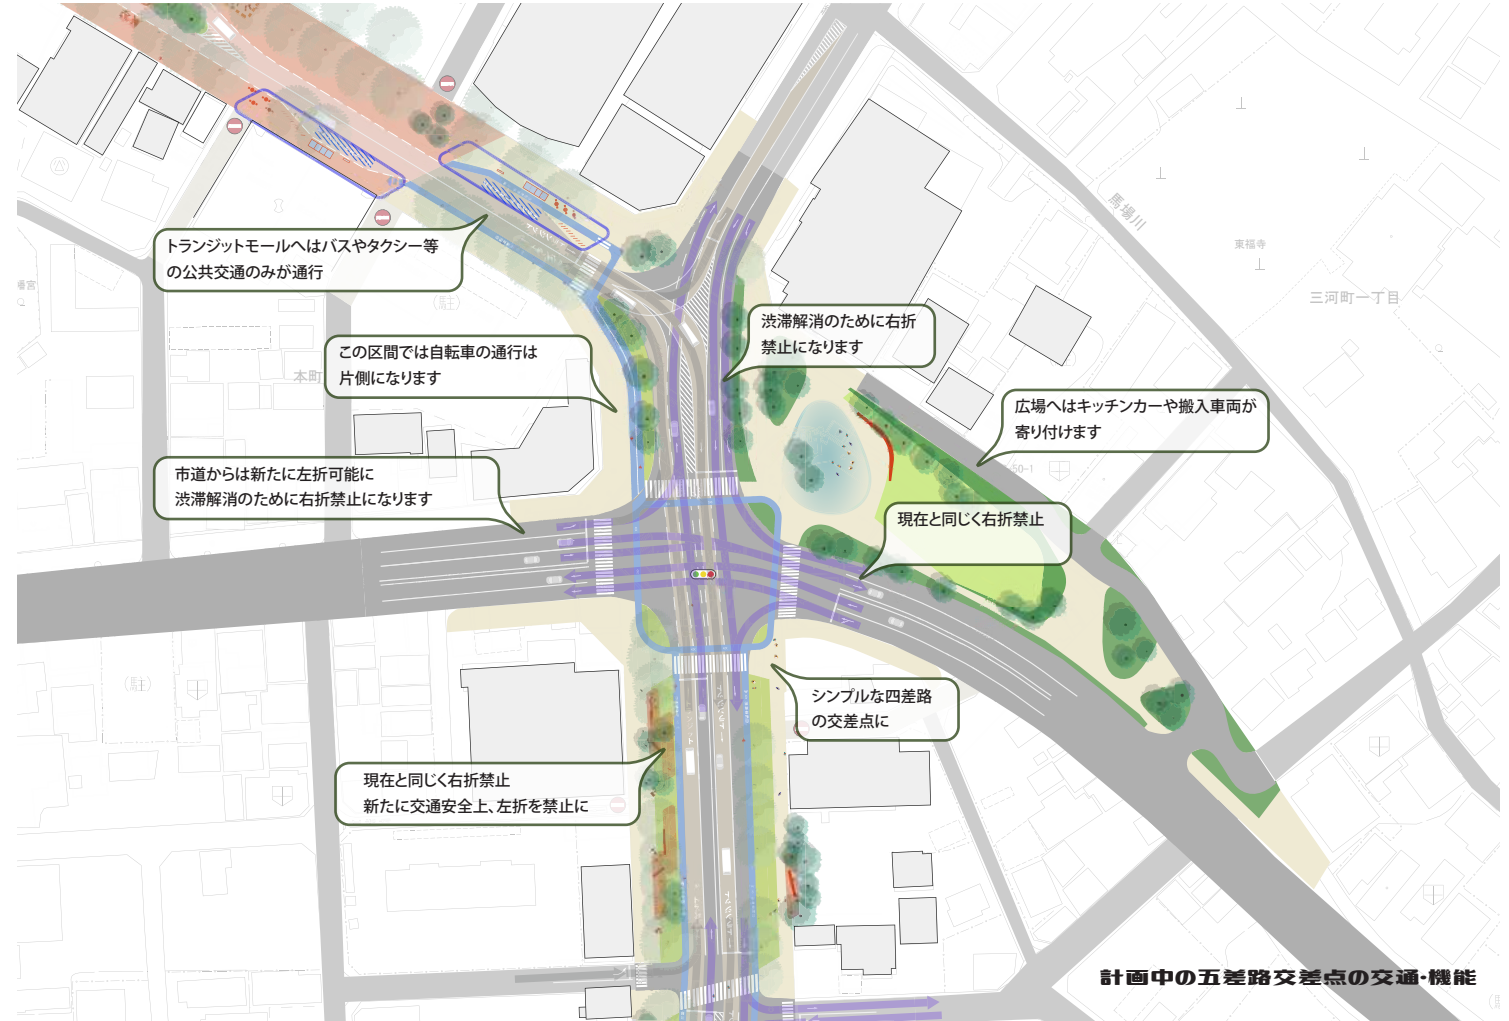 馬場川
東福寺
三河町一丁目
トランジットモールへはバスやタクシー等
の公共交通のみが通行
(駐)
渋滞解消のために右折
禁止になります
この区間では自転車の通行は
片側になります
本町
広場へはキッチンカーや搬入車両が
寄り付けます
50-1
市道からは新たに左折可能に
渋滞解消のために右折禁止になります
現在と同じく右折禁止
(駐)
シンプルな四差路
の交差点に
現在と同じく右折禁止
新たに交通安全上、左折を禁止に
計画中の五差路交差点の交通・機能